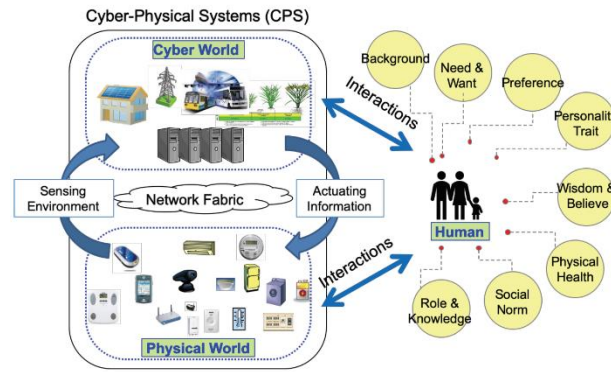 Cyber-Physical Systems (CPS)
Cyber World
Sensing
Environment
Network Fabric
Actuating
Information
Physical World
Interactions
Interactions
Human
Background
Need &
Want
Preference
Personalit
Trait
Wisdom &
Believe
Physical
Health
Social
Norm
Role &
Knowledge